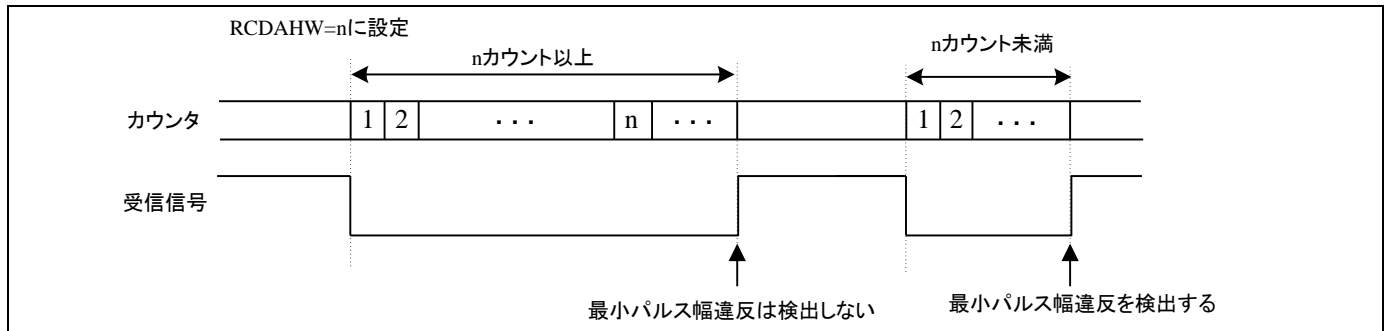 RCDAHW=nに設定
nカウント以上
nカウント未満
カウンタ 1 2 ・・・ n ・・・ 1 2 ・・・
受信信号
最小パルス幅違反は検出しない
最小パルス幅違反を検出する